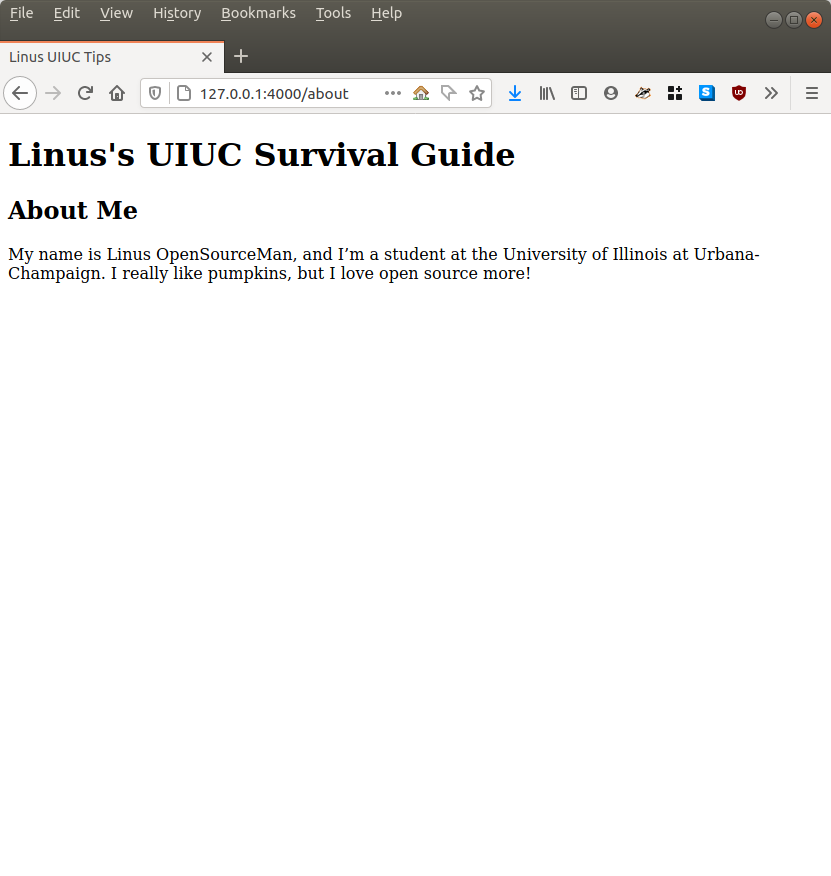 File Edit View History Bookmarks Tools Help
Linus UIUC Tips
127.0.0.1:4000/about
Linus's UIUC Survival Guide
About Me
My name is Linus OpenSourceMan, and I’m a student at the University of Illinois at Urbana-
Champaign. I really like pumpkins, but I love open source more!